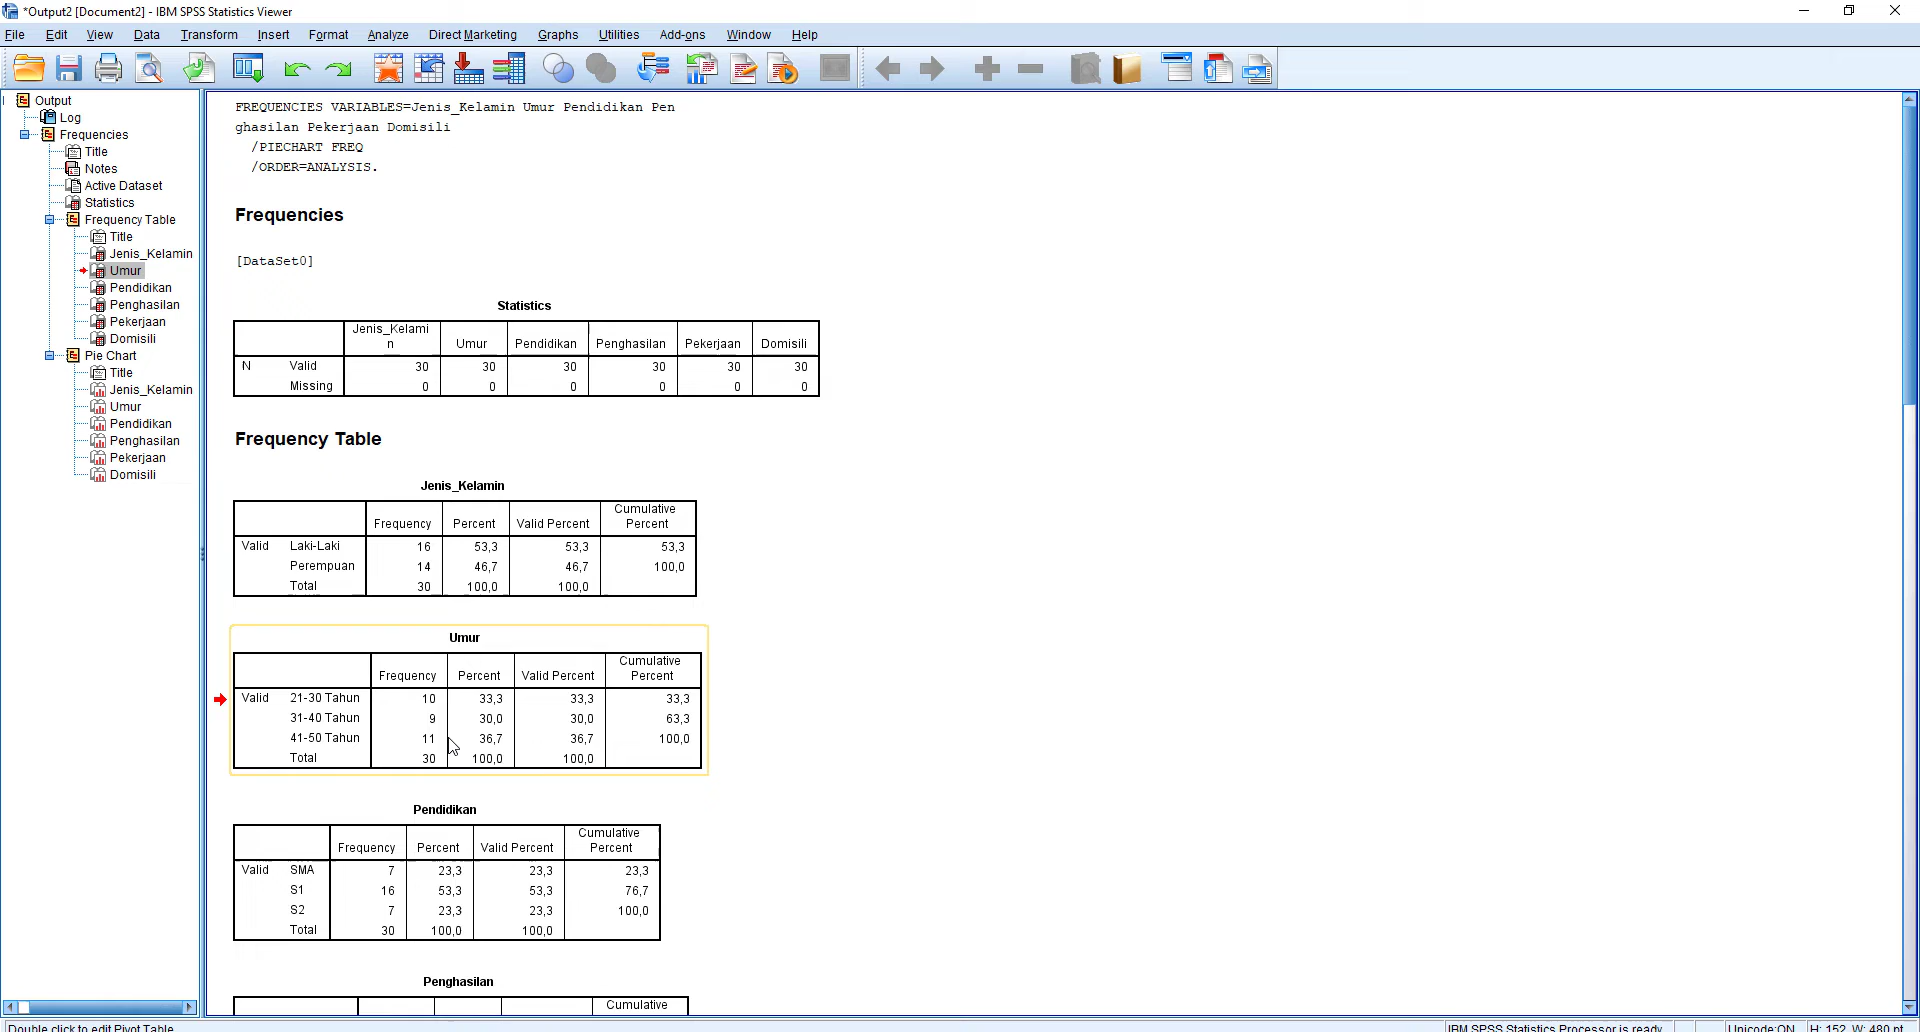 *Output2 [Document2] - IBM SPSS Statistics Viewer
File Edit View Data Transform Insert Format Analyze Direct Marketing Graphs Utilities Add-ons Window Help
Output
Log
Frequencies
Title
Notes
Active Dataset
Statistics
Frequency Table
Title
Jenis_Kelamin
Umur
Pendidikan
Penghasilan
Pekerjaan
Domisili
Pie Chart
Title
Jenis_Kelamin
Umur
Pendidikan
Penghasilan
Pekerjaan
Domisili
FREQUENCIES VARIABLES=Jenis_Kelamin Umur Pendidikan Pen
ghasilan Pekerjaan Domisili
/PIECHART FREQ
/ORDER=ANALYSIS.
Frequencies
[DataSet0]
Statistics
Jenis_Kelami
n Umur Pendidikan Penghasilan Pekerjaan Domisili
N Valid 30 30 30 30 30 30
Missing 0 0 0 0 0 0
Frequency Table
Jenis_Kelamin
Cumulative
Frequency Percent Valid Percent Percent
Valid Laki-Laki 16 53,3 53,3 53,3
Perempuan 14 46,7 46,7 100,0
Total 30 100,0 100,0
Umur
Cumulative
Frequency Percent Valid Percent Percent
Valid 21-30 Tahun 10 33,3 33,3 33,3
31-40 Tahun 9 30,0 30,0 63,3
41-50 Tahun 11 36,7 36,7 100,0
Total 30 100,0 100,0
Pendidikan
Cumulative
Frequency Percent Valid Percent Percent
Valid SMA 7 23,3 23,3 23,3
S1 16 53,3 53,3 76,7
S2 7 23,3 23,3 100,0
Total 30 100,0 100,0
Penghasilan
Cumulative
Double click to edit Pivot Table IBM SPSS Statistics Processor is ready Unicode:ON H: 152, W: 480 pt